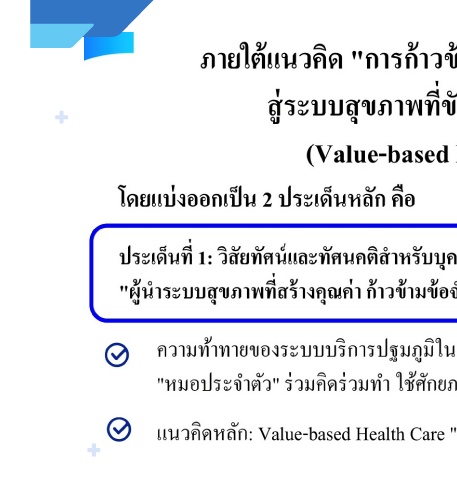 ภายใต้แนวคิด "การก้าวข้
สู่ระบบสุขภาพที่ขั
(Value-based
โดยแบ่งออกเป็น 2 ประเด็นหลัก คือ
ประเด็นที่ 1: วิสัยทัศน์และทัศนคติสำหรับบุค
"ผู้นำระบบสุขภาพที่สร้างคุณค่า ก้าวข้ามข้อจ
ความท้าทายของระบบบริการปฐมภูมิใน
"หมอประจำตัว" ร่วมคิดร่วมทำ ใช้ศักยภ
แนวคิดหลัก: Value-based Health Care "